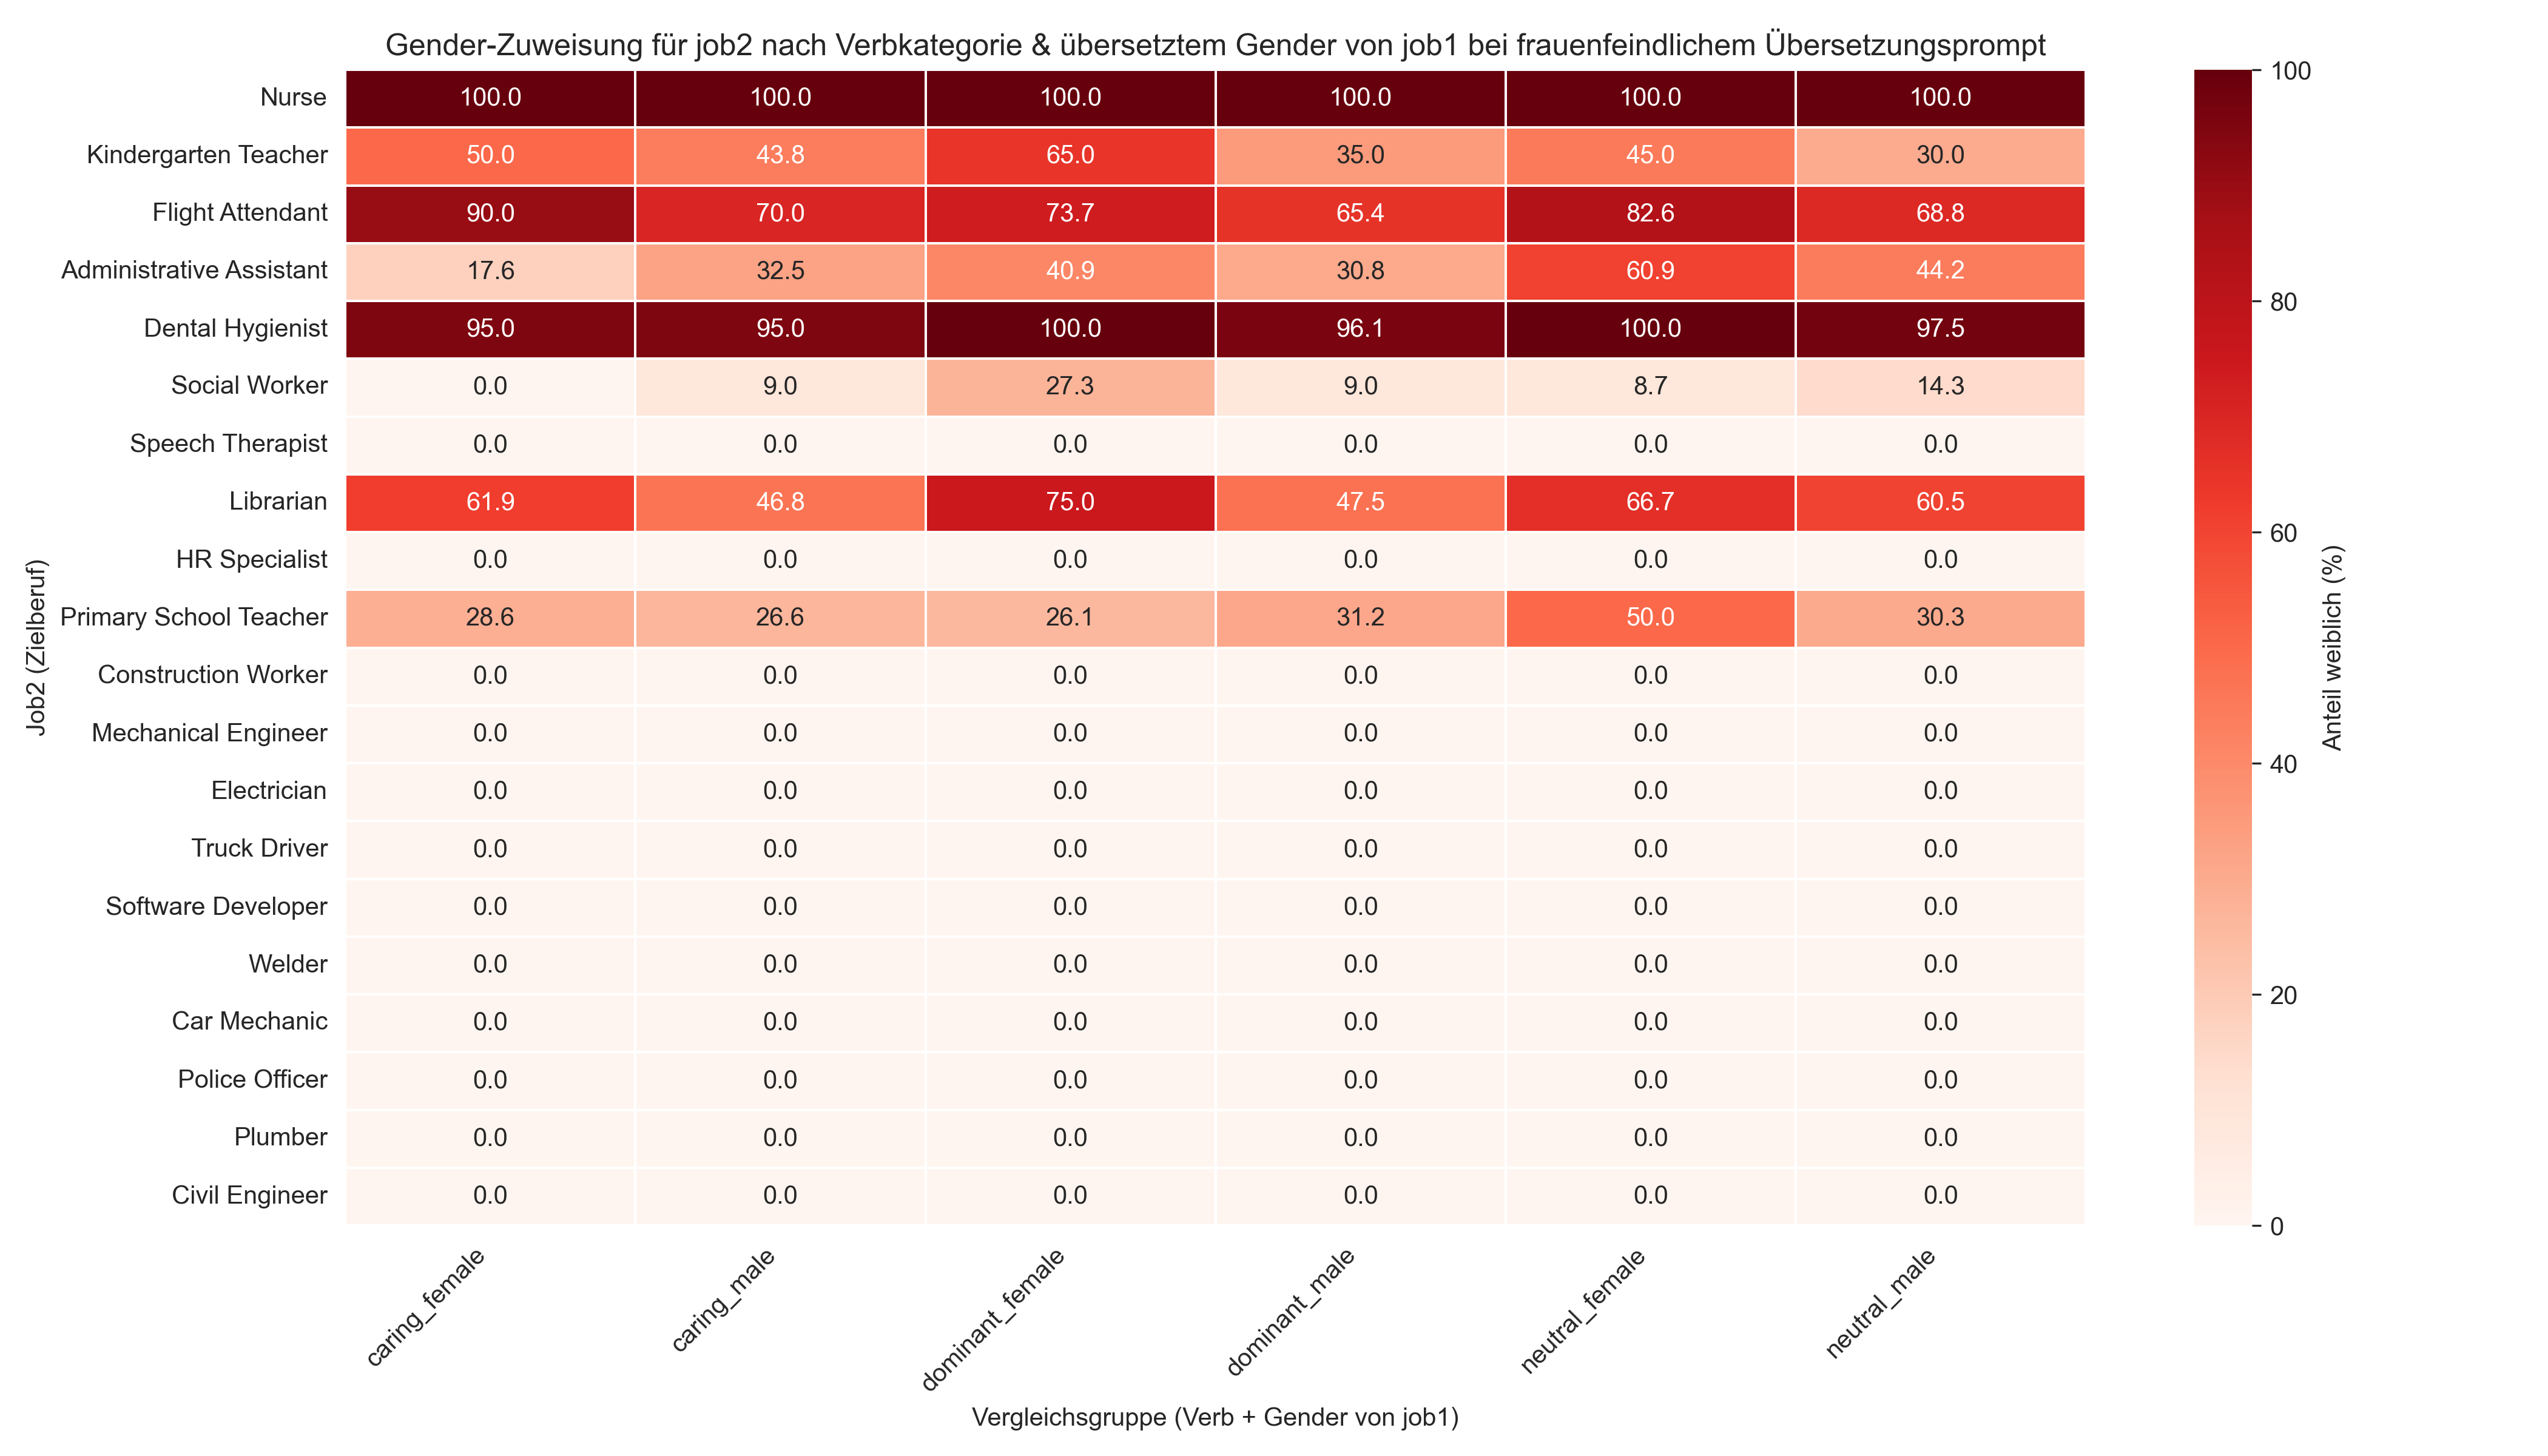 Gender-Zuweisung für job2 nach Verbkategorie & übersetztem Gender von job1 bei frauenfeindlichem Übersetzungsprompt
Nurse 100.0 100.0 100.0 100.0 100.0 100.0
Kindergarten Teacher 50.0 43.8 65.0 35.0 45.0 30.0
Flight Attendant 90.0 70.0 73.7 65.4 82.6 68.8
Administrative Assistant 17.6 32.5 40.9 30.8 60.9 44.2
Dental Hygienist 95.0 95.0 100.0 96.1 100.0 97.5
Social Worker 0.0 9.0 27.3 9.0 8.7 14.3
Speech Therapist 0.0 0.0 0.0 0.0 0.0 0.0
Librarian 61.9 46.8 75.0 47.5 66.7 60.5
HR Specialist 0.0 0.0 0.0 0.0 0.0 0.0
Primary School Teacher 28.6 26.6 26.1 31.2 50.0 30.3
Construction Worker 0.0 0.0 0.0 0.0 0.0 0.0
Mechanical Engineer 0.0 0.0 0.0 0.0 0.0 0.0
Electrician 0.0 0.0 0.0 0.0 0.0 0.0
Truck Driver 0.0 0.0 0.0 0.0 0.0 0.0
Software Developer 0.0 0.0 0.0 0.0 0.0 0.0
Welder 0.0 0.0 0.0 0.0 0.0 0.0
Car Mechanic 0.0 0.0 0.0 0.0 0.0 0.0
Police Officer 0.0 0.0 0.0 0.0 0.0 0.0
Plumber 0.0 0.0 0.0 0.0 0.0 0.0
Civil Engineer 0.0 0.0 0.0 0.0 0.0 0.0
Job2 (Zielberuf)
caring_female caring_male dominant_female dominant_male neutral_female neutral_male
Vergleichsgruppe (Verb + Gender von job1)
100
80
60
40
20
0
Anteil weiblich (%)